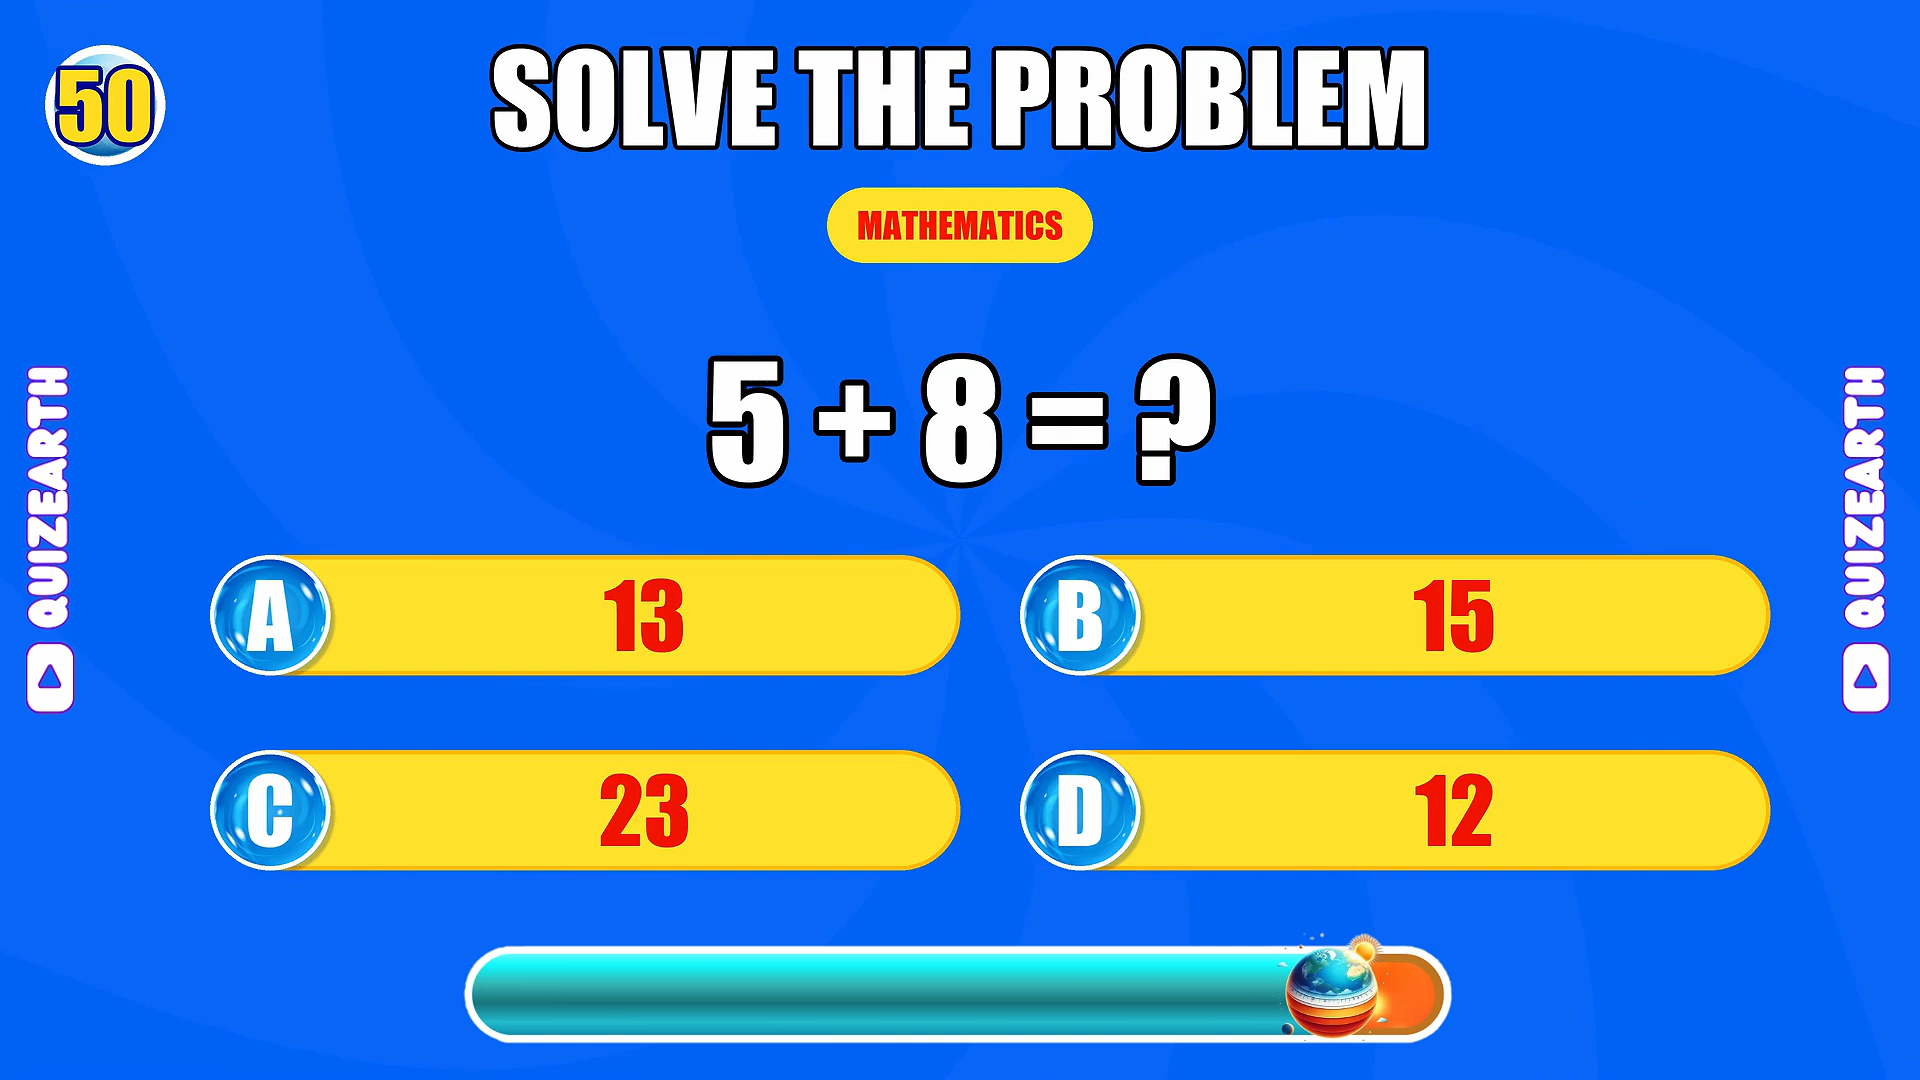 50
SOLVE THE PROBLEM
MATHEMATICS
5 + 8 = ?
A 13
B 15
C 23
D 12
QUIZEARTH
QUIZEARTH